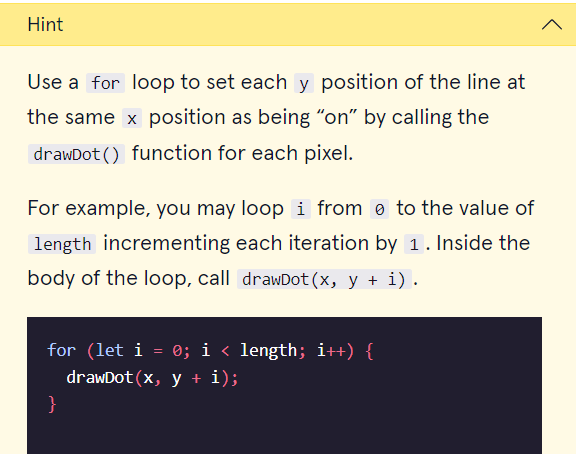 Hint
Use a for loop to set each y position of the line at
the same x position as being “on” by calling the
drawDot() function for each pixel.
For example, you may loop i from 0 to the value of
length incrementing each iteration by 1. Inside the
body of the loop, call drawDot(x, y + i).
for (let i = 0; i < length; i++) {
  drawDot(x, y + i);
}